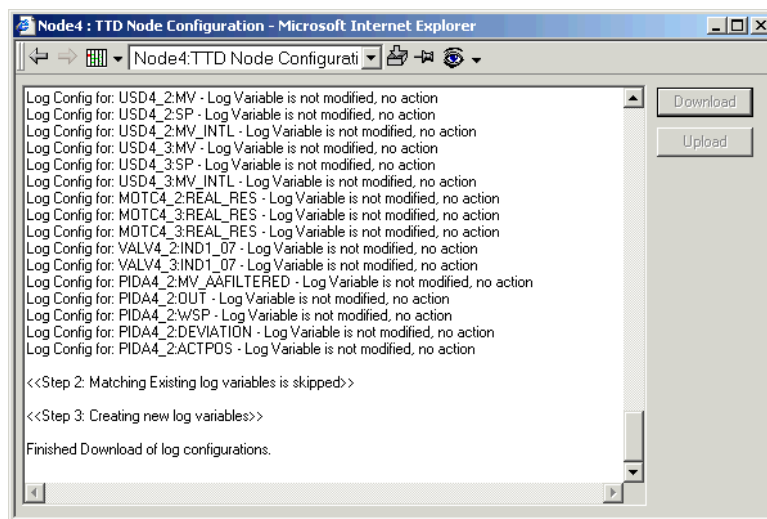 Node4 : TTD Node Configuration - Microsoft Internet Explorer
Node4:TTD Node Configurati
Log Config for: USD4_2:MV - Log Variable is not modified, no action
Log Config for: USD4_2:SP - Log Variable is not modified, no action
Log Config for: USD4_2:MV_INTL - Log Variable is not modified, no action
Log Config for: USD4_3:MV - Log Variable is not modified, no action
Log Config for: USD4_3:SP - Log Variable is not modified, no action
Log Config for: USD4_3:MV_INTL - Log Variable is not modified, no action
Log Config for: MOTC4_2:REAL_RES - Log Variable is not modified, no action
Log Config for: MOTC4_3:REAL_RES - Log Variable is not modified, no action
Log Config for: MOTC4_3:REAL_RES - Log Variable is not modified, no action
Log Config for: VALV4_2:IND1_07 - Log Variable is not modified, no action
Log Config for: VALV4_3:IND1_07 - Log Variable is not modified, no action
Log Config for: PIDA4_2:MV_AAFILTERED - Log Variable is not modified, no action
Log Config for: PIDA4_2:OUT - Log Variable is not modified, no action
Log Config for: PIDA4_2:WSP - Log Variable is not modified, no action
Log Config for: PIDA4_2:DEVIATION - Log Variable is not modified, no action
Log Config for: PIDA4_2:ACTPOS - Log Variable is not modified, no action
<<Step 2: Matching Existing log variables is skipped>>
<<Step 3: Creating new log variables>>
Finished Download of log configurations.
Download
Upload